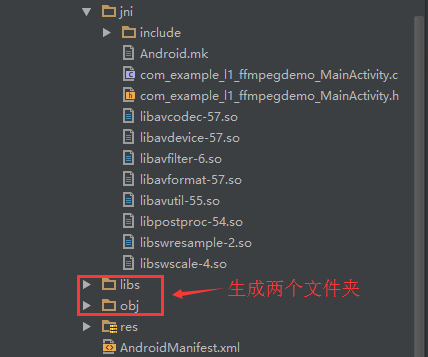 jni
include
Android.mk
com_example_l1_ffmpegdemo_MainActivity.c
com_example_l1_ffmpegdemo_MainActivity.h
libavcodec-57.so
libavdevice-57.so
libavfilter-6.so
libavformat-57.so
libavutil-55.so
libpostproc-54.so
libswresample-2.so
libswscale-4.so
libs
生成两个文件夹
obj
res
AndroidManifest.xml